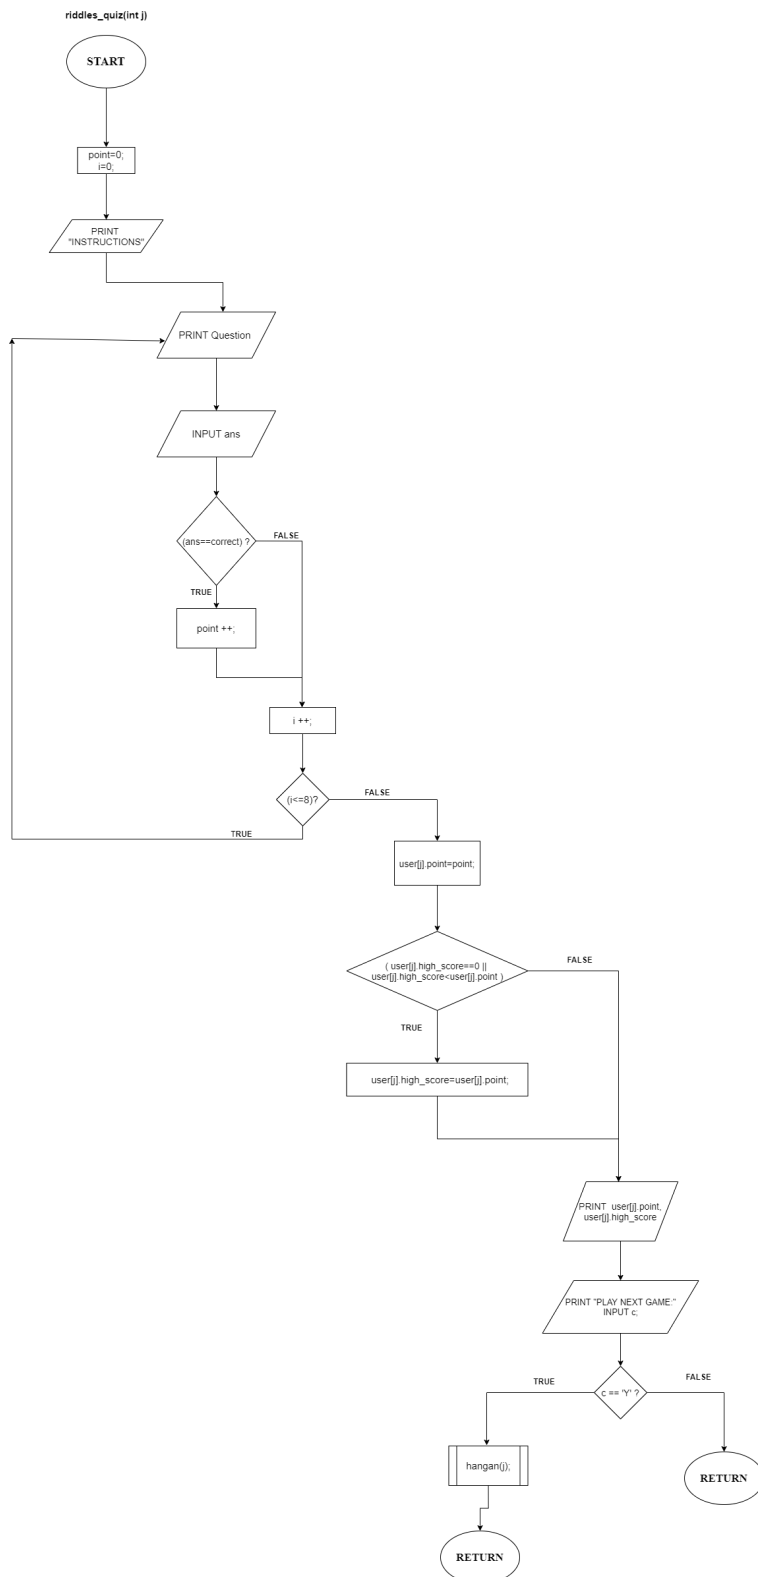 riddles_quiz(int j)
START
point=0;
i=0;
PRINT
"INSTRUCTIONS"
PRINT Question
INPUT ans
(ans==correct) ?
FALSE
TRUE
point ++;
i ++;
(i<=8)?
FALSE
TRUE
user[j].point=point;
( user[j].high_score==0 ||
user[j].high_score<user[j].point )
FALSE
TRUE
user[j].high_score=user[j].point;
PRINT user[j].point,
user[j].high_score
PRINT "PLAY NEXT GAME:"
INPUT c;
c == 'Y' ?
TRUE
FALSE
hangan(j);
RETURN
RETURN